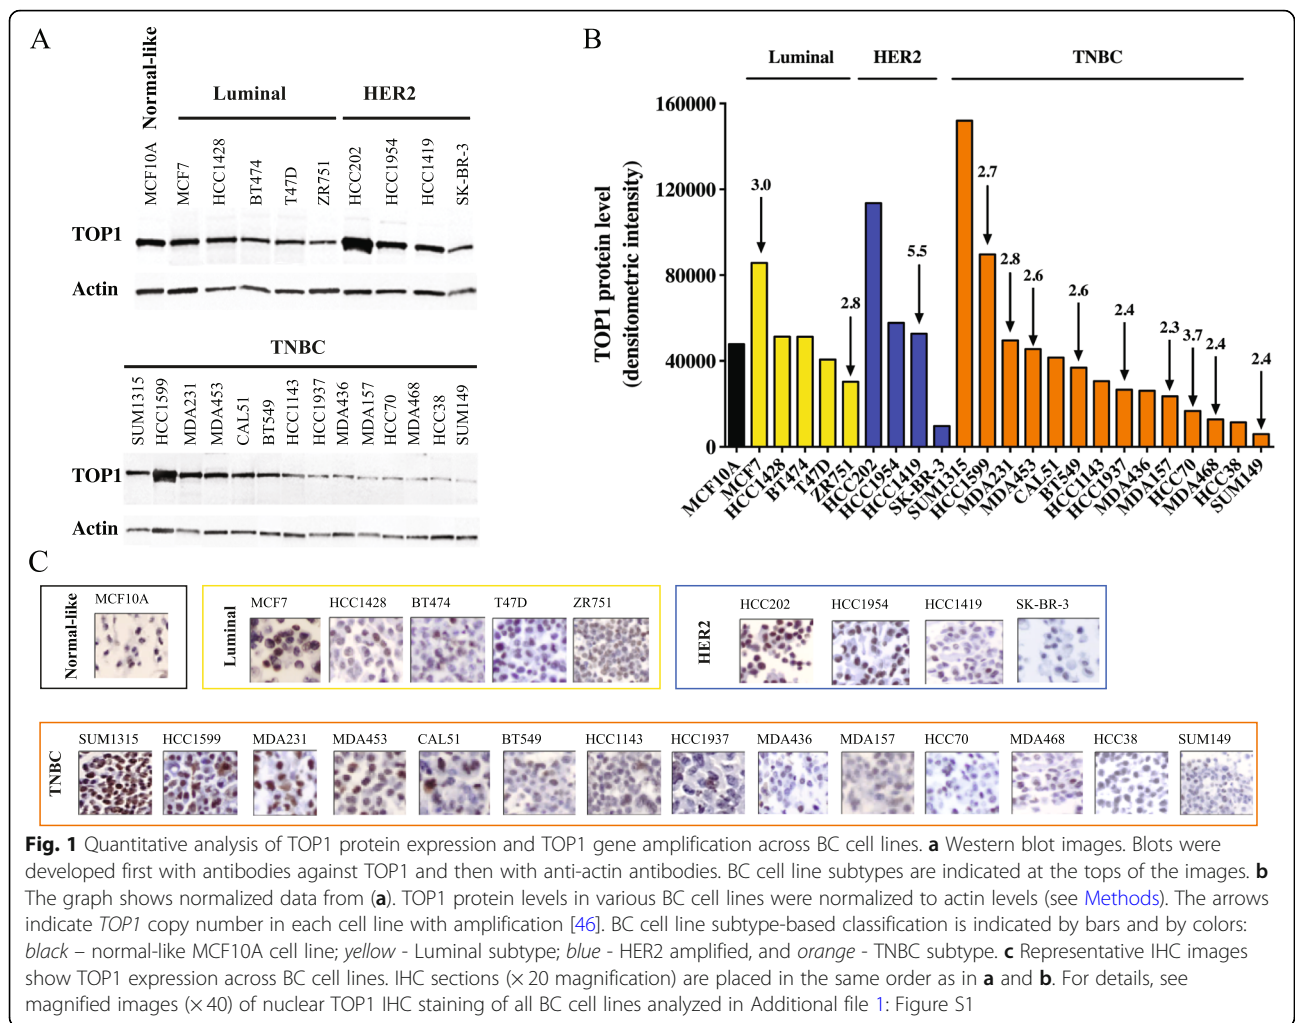 A
Normal-like
Luminal
HER2
MCF10A
MCF7
HCC1428
BT474
T47D
ZR751
HCC202
HCC1954
HCC1419
SK-BR-3
TOP1
Actin
TNBC
SUM1315
HCC1599
MDA231
MDA453
CAL51
BT549
HCC1143
HCC1937
MDA436
MDA157
HCC70
MDA468
HCC38
SUM149
TOP1
Actin
B
Luminal
HER2
TNBC
TOP1 protein level
(densitometric intensity)
160000
120000
80000
40000
0
3.0
2.8
5.5
2.7
2.8
2.6
2.6
2.4
2.3
3.7
2.4
2.4
MCF10A
MCF7
HCC1428
BT474
T47D
ZR751
HCC202
HCC1954
HCC1419
SK-BR-3
SUM1315
HCC1599
MDA231
MDA453
CAL51
BT549
HCC1143
HCC1937
MDA436
MDA157
HCC70
MDA468
HCC38
SUM149
C
Normal-like
MCF10A
Luminal
MCF7 HCC1428 BT474 T47D ZR751
HER2
HCC202 HCC1954 HCC1419 SK-BR-3
TNBC
SUM1315 HCC1599 MDA231 MDA453 CAL51 BT549 HCC1143 HCC1937 MDA436 MDA157 HCC70 MDA468 HCC38 SUM149
Fig. 1 Quantitative analysis of TOP1 protein expression and TOP1 gene amplification across BC cell lines. a Western blot images. Blots were
developed first with antibodies against TOP1 and then with anti-actin antibodies. BC cell line subtypes are indicated at the tops of the images. b
The graph shows normalized data from (a). TOP1 protein levels in various BC cell lines were normalized to actin levels (see Methods). The arrows
indicate TOP1 copy number in each cell line with amplification [46]. BC cell line subtype-based classification is indicated by bars and by colors:
black – normal-like MCF10A cell line; yellow - Luminal subtype; blue - HER2 amplified, and orange - TNBC subtype. c Representative IHC images
show TOP1 expression across BC cell lines. IHC sections (× 20 magnification) are placed in the same order as in a and b. For details, see
magnified images (× 40) of nuclear TOP1 IHC staining of all BC cell lines analyzed in Additional file 1: Figure S1